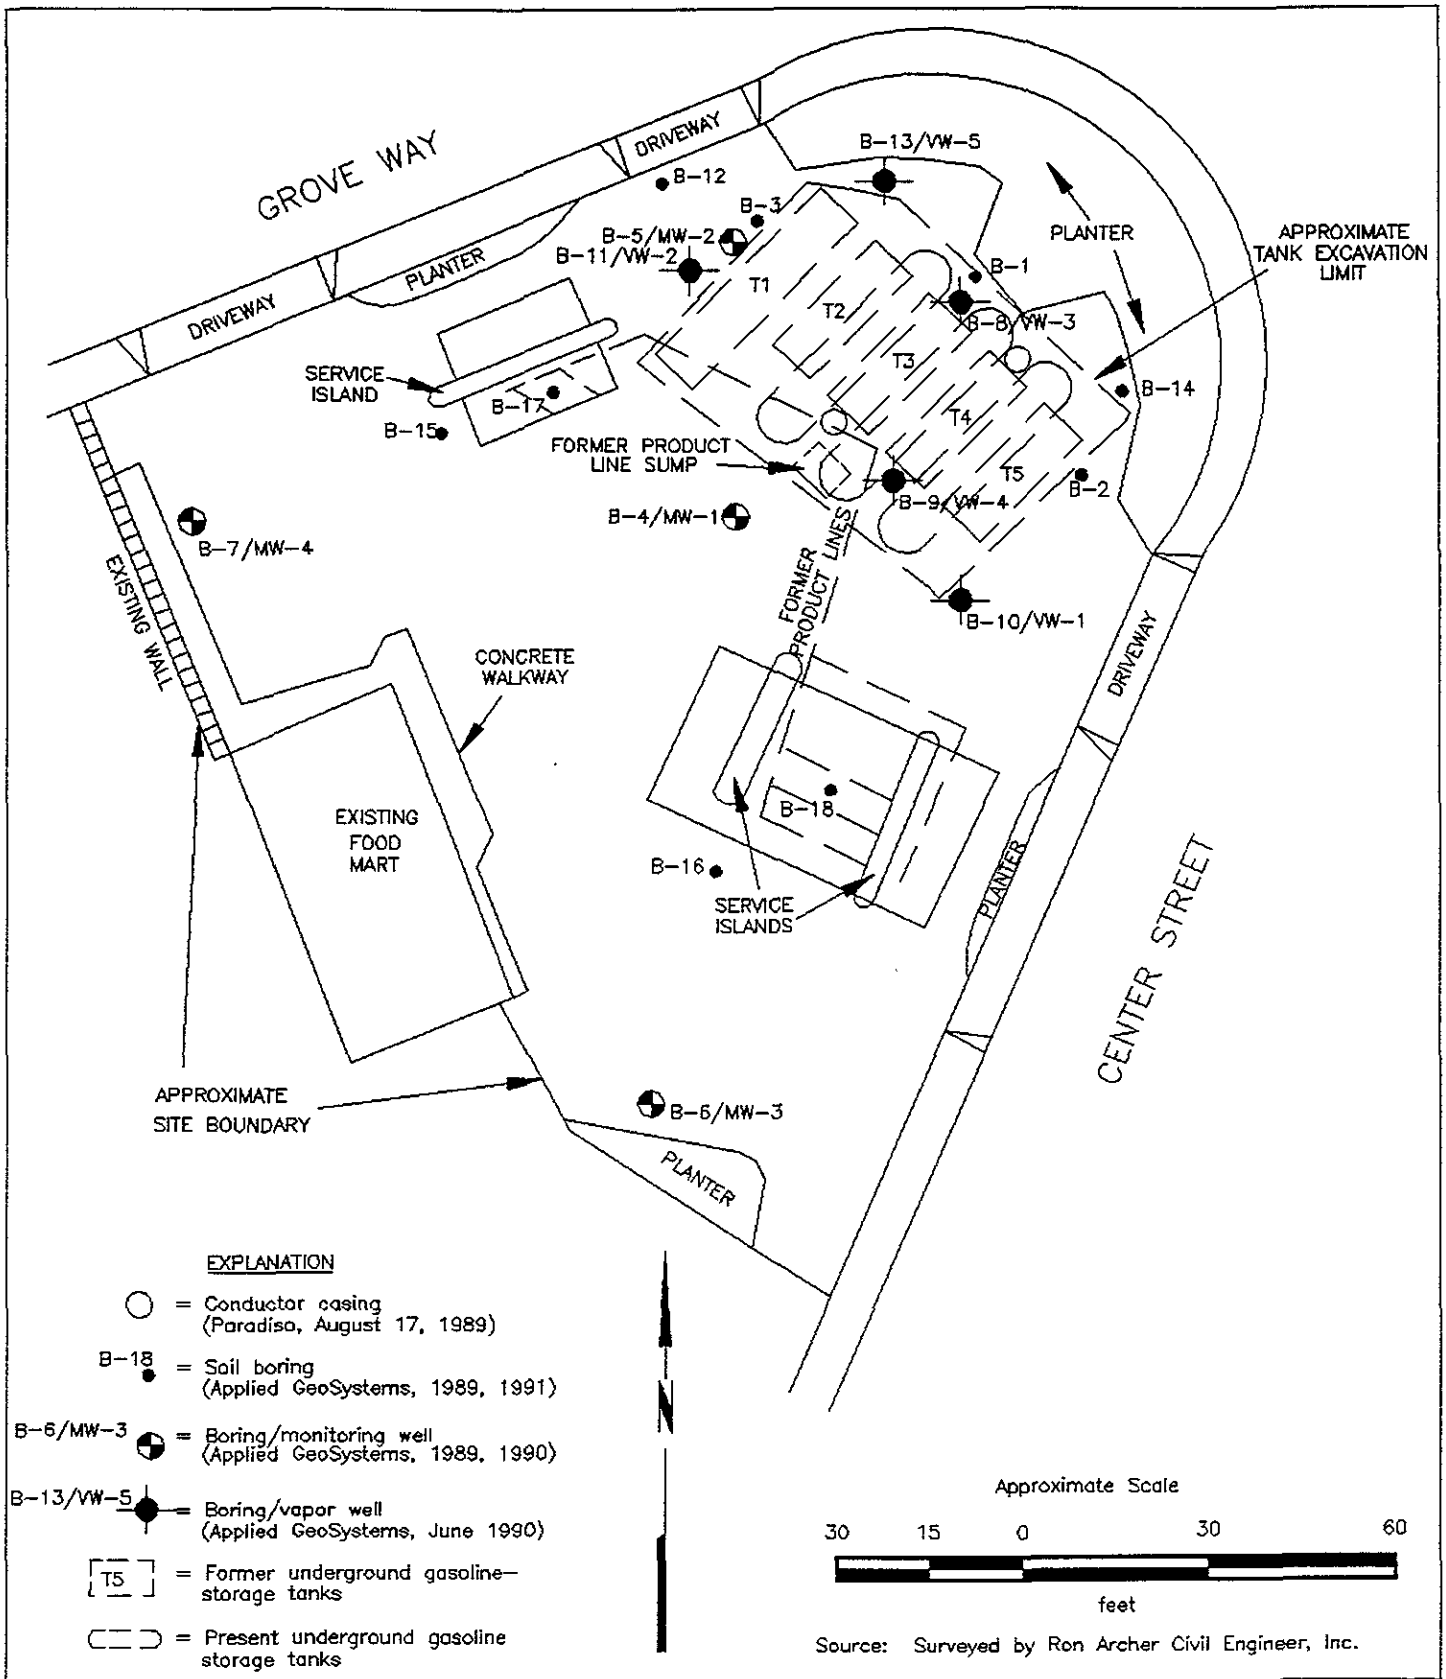 GROVE WAY
DRIVEWAY
DRIVEWAY
PLANTER
B-12
B-3
B-5/MW-2
B-11/VW-2
B-13/VW-5
PLANTER
APPROXIMATE
TANK EXCAVATION
LIMIT
B-1
B-8/VW-3
T1
T2
T3
T4
T5
B-14
B-2
SERVICE
ISLAND
B-17
B-15
FORMER PRODUCT
LINE SUMP
B-4/MW-1
B-9/VW-4
B-7/MW-4
EXISTING WALL
FORMER
PRODUCT LINES
B-10/VW-1
DRIVEWAY
CONCRETE
WALKWAY
EXISTING
FOOD
MART
B-18
B-16
SERVICE
ISLANDS
PLANTER
CENTER STREET
APPROXIMATE
SITE BOUNDARY
B-6/MW-3
PLANTER
EXPLANATION
= Conductor casing
(Paradiso, August 17, 1989)
B-18
= Soil boring
(Applied GeoSystems, 1989, 1991)
B-6/MW-3
= Boring/monitoring well
(Applied GeoSystems, 1989, 1990)
B-13/VW-5
= Boring/vapor well
(Applied GeoSystems, June 1990)
T5
= Former underground gasoline-
storage tanks
= Present underground gasoline
storage tanks
N
Approximate Scale
30 15 0 30 60
feet
Source: Surveyed by Ron Archer Civil Engineer, Inc.